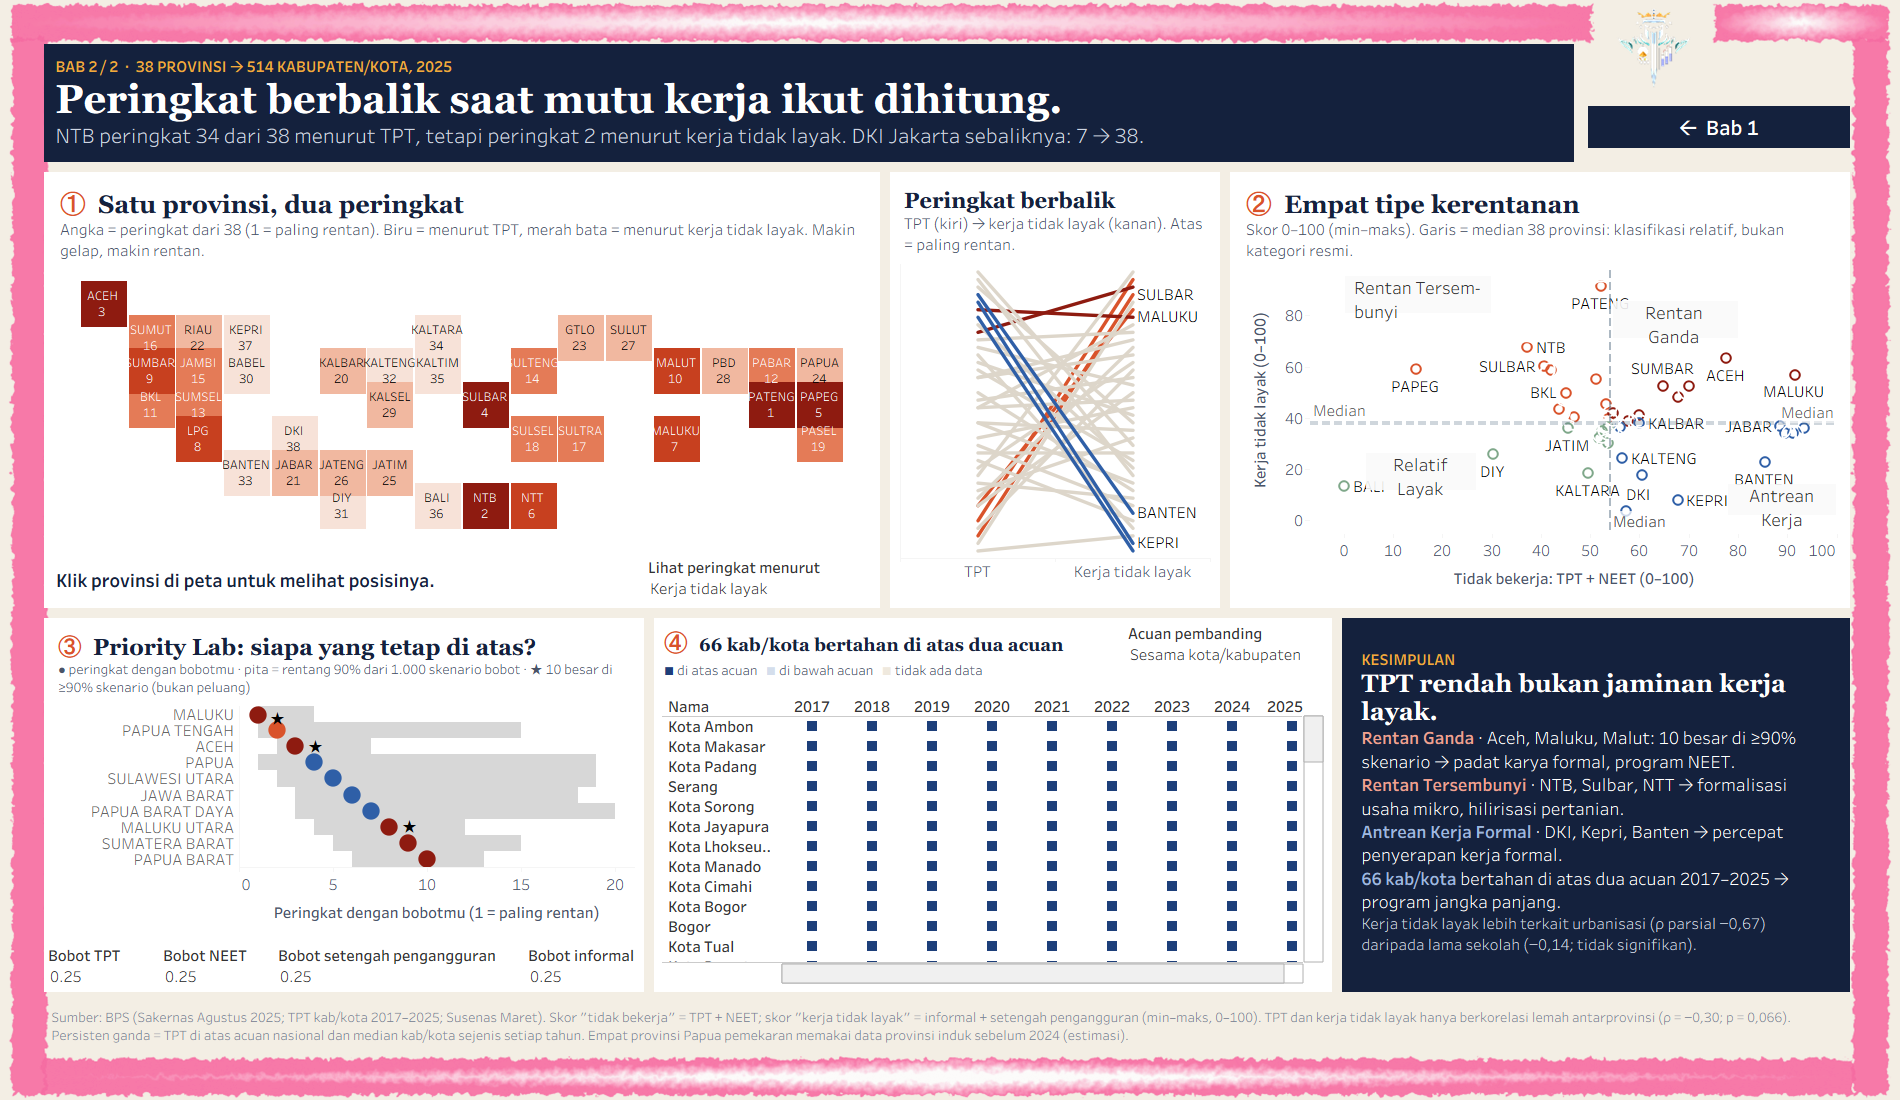 BAB 2 / 2 · 38 PROVINSI → 514 KABUPATEN/KOTA, 2025
Peringkat berbalik saat mutu kerja ikut dihitung.
NTB peringkat 34 dari 38 menurut TPT, tetapi peringkat 2 menurut kerja tidak layak. DKI Jakarta sebaliknya: 7 → 38.
← Bab 1
① Satu provinsi, dua peringkat
Angka = peringkat dari 38 (1 = paling rentan). Biru = menurut TPT, merah bata = menurut kerja tidak layak. Makin
gelap, makin rentan.
ACEH
3
SUMUT
16
RIAU
22
KEPRI
37
KALTARA
34
GTLO
23
SULUT
27
SUMBAR
9
JAMBI
15
BABEL
30
KALBAR
20
KALTENG
32
KALTIM
35
SULTENG
14
MALUT
10
PBD
28
PABAR
12
PAPUA
24
BKL
11
SUMSEL
13
KALSEL
29
SULBAR
4
PATENG
1
PAPEG
5
LPG
8
DKI
38
SULSEL
18
SULTRA
17
MALUKU
7
PASEL
19
BANTEN
33
JABAR
21
JATENG
26
JATIM
25
DIY
31
BALI
36
NTB
2
NTT
6
Klik provinsi di peta untuk melihat posisinya.
Lihat peringkat menurut
Kerja tidak layak
Peringkat berbalik
TPT (kiri) → kerja tidak layak (kanan). Atas
= paling rentan.
SULBAR
MALUKU
BANTEN
KEPRI
TPT
Kerja tidak layak
② Empat tipe kerentanan
Skor 0–100 (min–maks). Garis = median 38 provinsi: klasifikasi relatif, bukan
kategori resmi.
Kerja tidak layak (0–100)
80
60
40
20
0
Rentan Tersem-
bunyi
Rentan
Ganda
Relatif
Layak
Antrean
Kerja
PATENG
NTB
SULBAR
PAPEG
SUMBAR
ACEH
BKL
MALUKU
Median
Median
KALBAR
JABAR
JATIM
DIY
KALTENG
BALI
KALTARA
DKI
BANTEN
KEPRI
Median
0 10 20 30 40 50 60 70 80 90 100
Tidak bekerja: TPT + NEET (0–100)
③ Priority Lab: siapa yang tetap di atas?
● peringkat dengan bobotmu · pita = rentang 90% dari 1.000 skenario bobot · ★ 10 besar di
≥90% skenario (bukan peluang)
MALUKU
PAPUA TENGAH
ACEH
PAPUA
SULAWESI UTARA
JAWA BARAT
PAPUA BARAT DAYA
MALUKU UTARA
SUMATERA BARAT
PAPUA BARAT
0 5 10 15 20
Peringkat dengan bobotmu (1 = paling rentan)
Bobot TPT
0.25
Bobot NEET
0.25
Bobot setengah pengangguran
0.25
Bobot informal
0.25
④ 66 kab/kota bertahan di atas dua acuan
di atas acuan di bawah acuan tidak ada data
Acuan pembanding
Sesama kota/kabupaten
Nama 2017 2018 2019 2020 2021 2022 2023 2024 2025
Kota Ambon
Kota Makasar
Kota Padang
Serang
Kota Sorong
Kota Jayapura
Kota Lhokseu..
Kota Manado
Kota Cimahi
Kota Bogor
Bogor
Kota Tual
KESIMPULAN
TPT rendah bukan jaminan kerja
layak.
Rentan Ganda · Aceh, Maluku, Malut: 10 besar di ≥90%
skenario → padat karya formal, program NEET.
Rentan Tersembunyi · NTB, Sulbar, NTT → formalisasi
usaha mikro, hilirisasi pertanian.
Antrean Kerja Formal · DKI, Kepri, Banten → percepat
penyerapan kerja formal.
66 kab/kota bertahan di atas dua acuan 2017–2025 →
program jangka panjang.
Kerja tidak layak lebih terkait urbanisasi (ρ parsial −0,67)
daripada lama sekolah (−0,14; tidak signifikan).
Sumber: BPS (Sakernas Agustus 2025; TPT kab/kota 2017–2025; Susenas Maret). Skor "tidak bekerja" = TPT + NEET; skor "kerja tidak layak" = informal + setengah pengangguran (min–maks, 0–100). TPT dan kerja tidak layak hanya berkorelasi lemah antarprovinsi (ρ = −0,30; p = 0,066).
Persisten ganda = TPT di atas acuan nasional dan median kab/kota sejenis setiap tahun. Empat provinsi Papua pemekaran memakai data provinsi induk sebelum 2024 (estimasi).